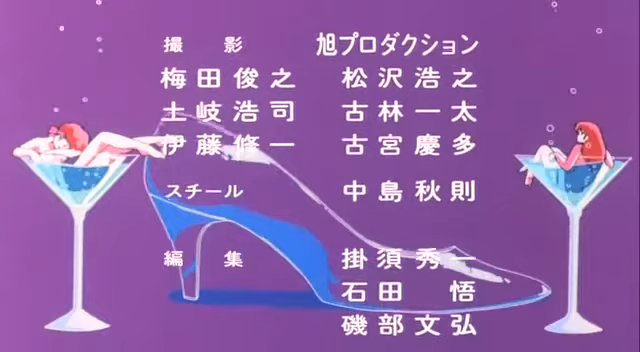 撮影 旭プロダクション
梅田俊之 松沢浩之
土岐浩司 古林一太
伊藤修一 古宮慶多
スチール 中島秋則
編集 掛須秀一
石田悟
磯部文弘